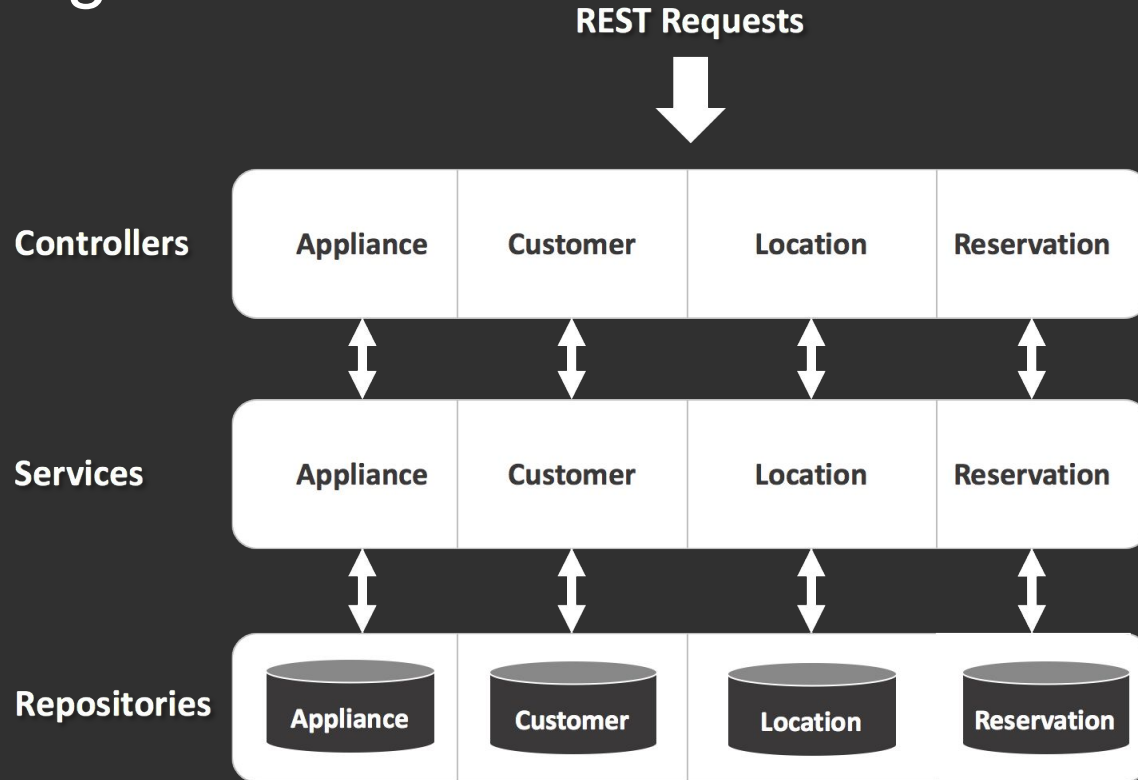 REST Requests
Controllers
Appliance Customer Location Reservation
Services
Appliance Customer Location Reservation
Repositories
Appliance Customer Location Reservation